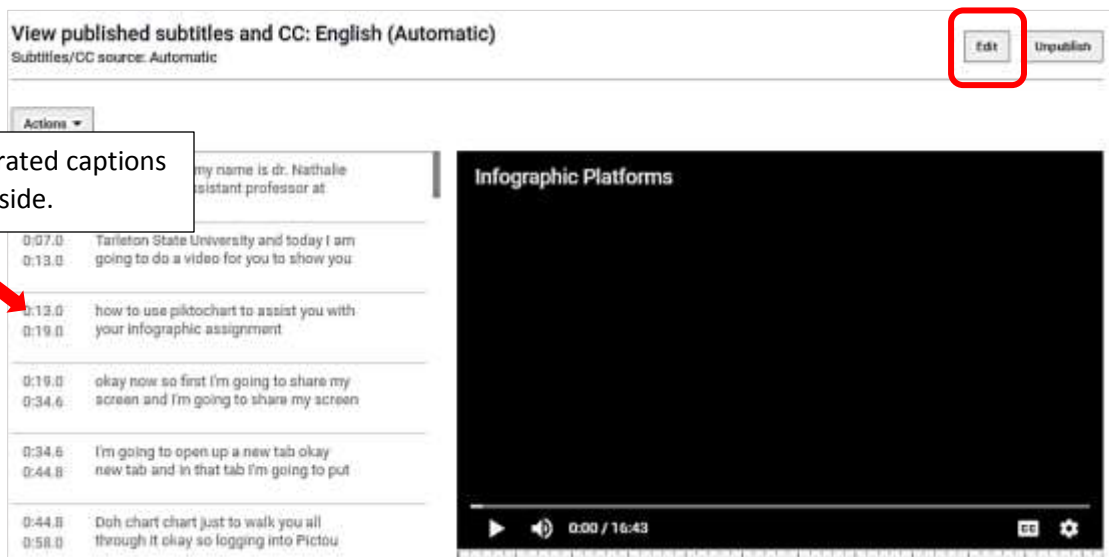 View published subtitles and CC: English (Automatic)
Subtitles/CC source: Automatic
Edit
Unpublish
Actions
rated captions
side.
my name is dr. Nathalie
sistant professor at
0:07.0 Tarleton State University and today I am
0:13.0 going to do a video for you to show you
0:13.0 how to use piktochart to assist you with
0:19.0 your infographic assignment
0:19.0 okay now so first I'm going to share my
0:34.6 screen and I'm going to share my screen
0:34.6 I'm going to open up a new tab okay
0:44.8 new tab and in that tab I'm going to put
0:44.8 Doh chart chart just to walk you all
0:58.0 through it okay so logging into Pictou
Infographic Platforms
0:00 / 16:43
CC